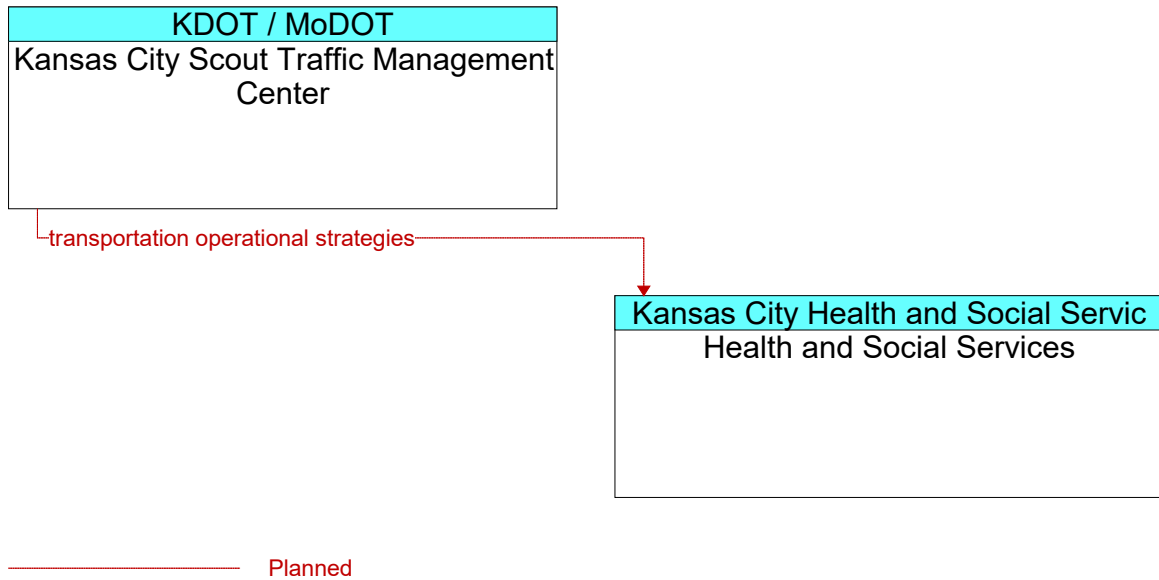 KDOT / MoDOT
Kansas City Scout Traffic Management
Center
transportation operational strategies
Kansas City Health and Social Servic
Health and Social Services
Planned